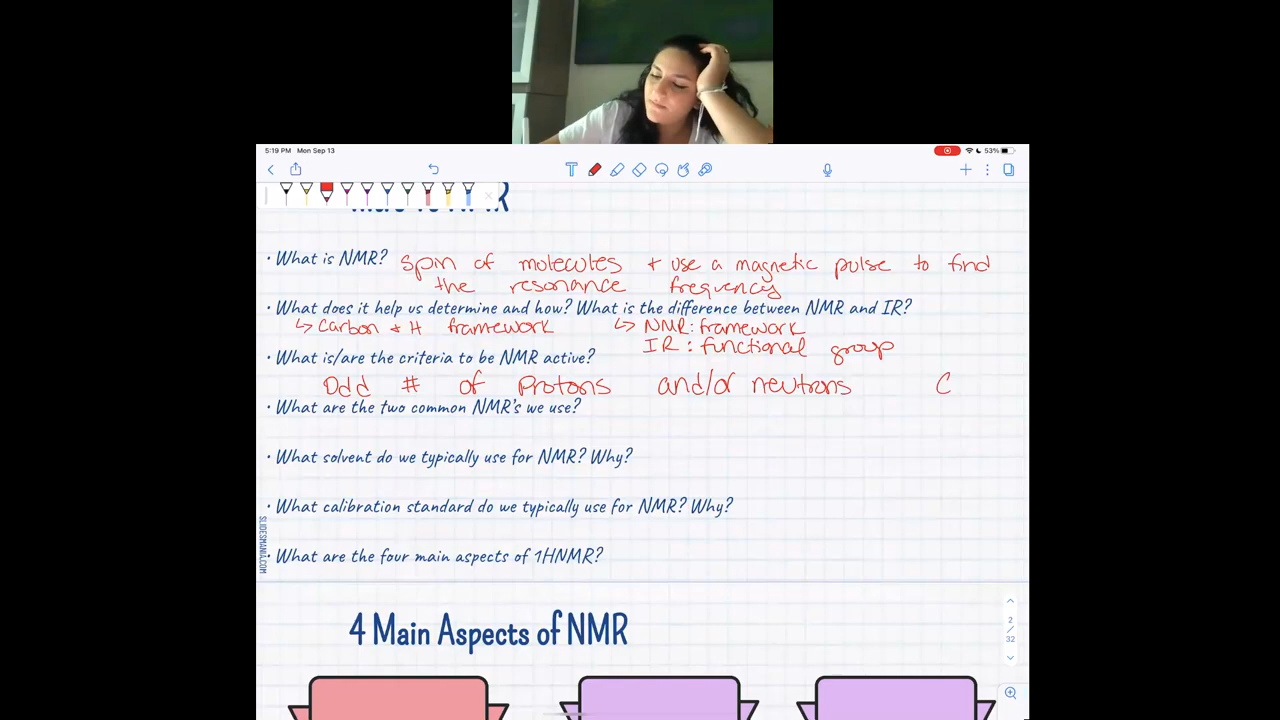 5:19 PM Mon Sep 13
53%
• What is NMR? Spin of molecules + use a magnetic pulse to find
the resonance frequency
• What does it help us determine and how? What is the difference between NMR and IR?
↳ Carbon + H framework ↳ NMR: framework
IR: functional group
• What is/are the criteria to be NMR active?
Odd # of Protons and/or neutrons C
• What are the two common NMR's we use?
• What solvent do we typically use for NMR? Why?
• What calibration standard do we typically use for NMR? Why?
• What are the four main aspects of 1HNMR?
SLIDESMANIA.COM
4 Main Aspects of NMR
2
/
32